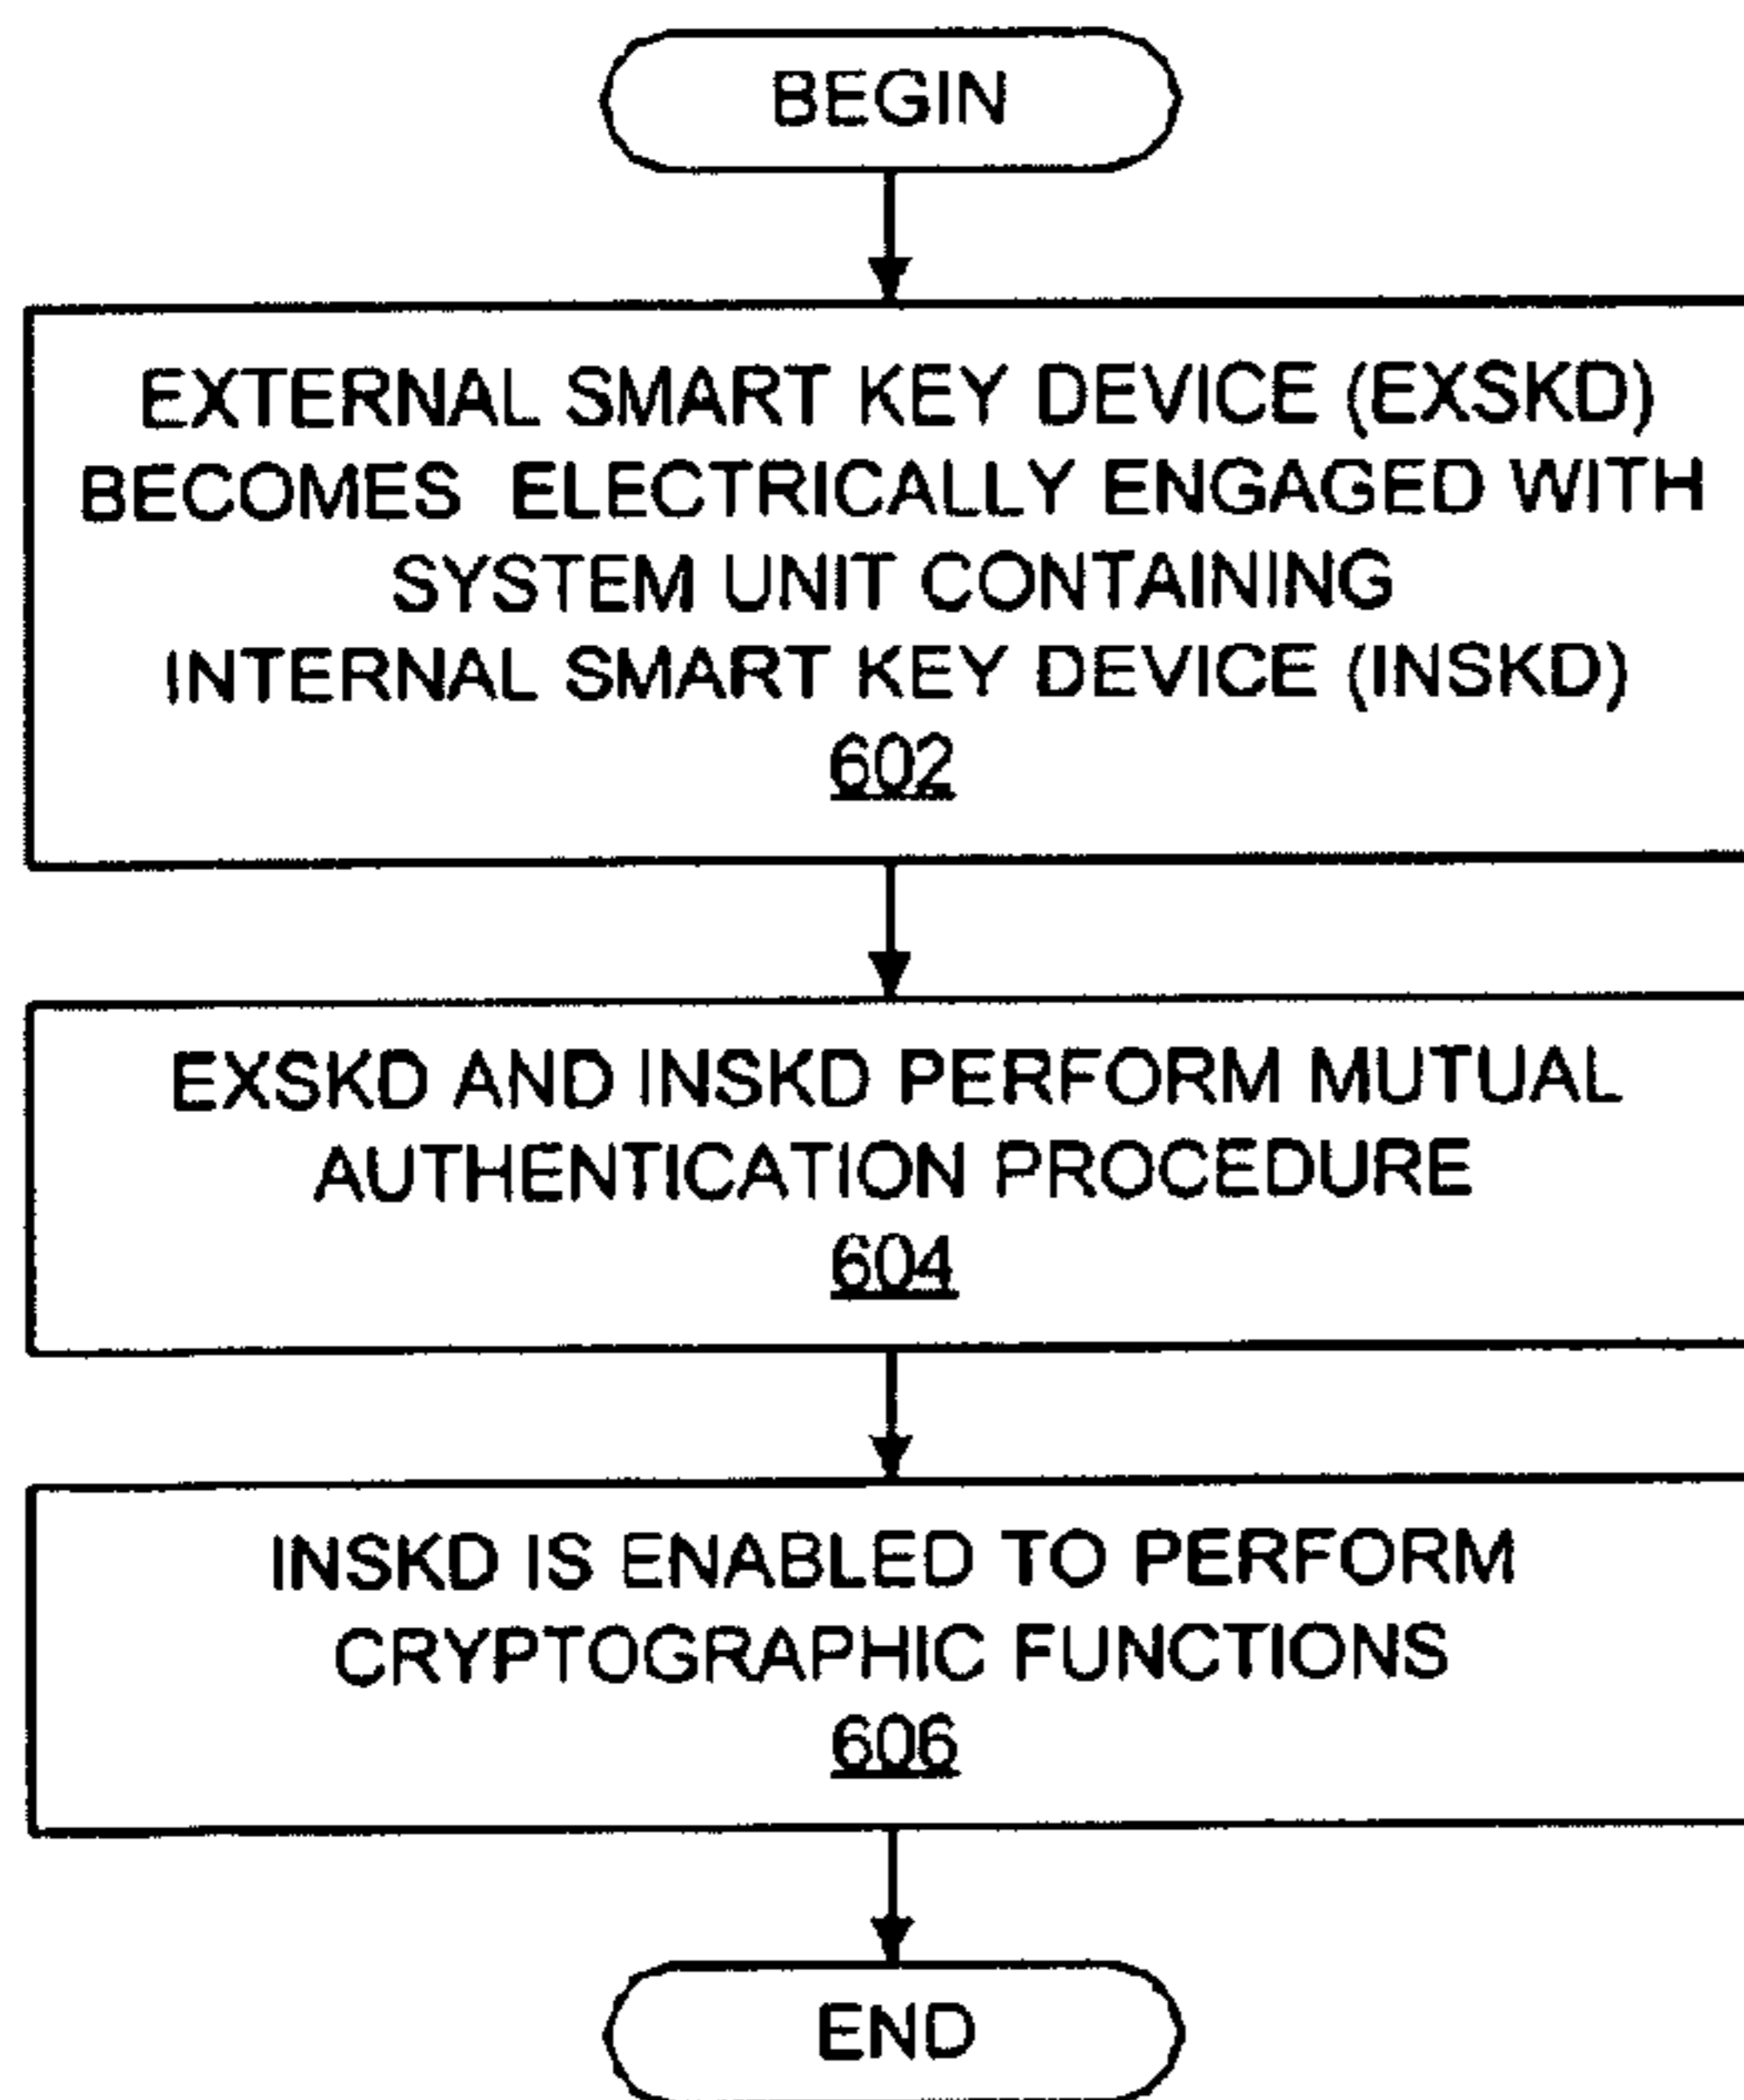 BEGIN
EXTERNAL SMART KEY DEVICE (EXSKD)
BECOMES ELECTRICALLY ENGAGED WITH
SYSTEM UNIT CONTAINING
INTERNAL SMART KEY DEVICE (INSKD)
602
EXSKD AND INSKD PERFORM MUTUAL
AUTHENTICATION PROCEDURE
604
INSKD IS ENABLED TO PERFORM
CRYPTOGRAPHIC FUNCTIONS
606
END